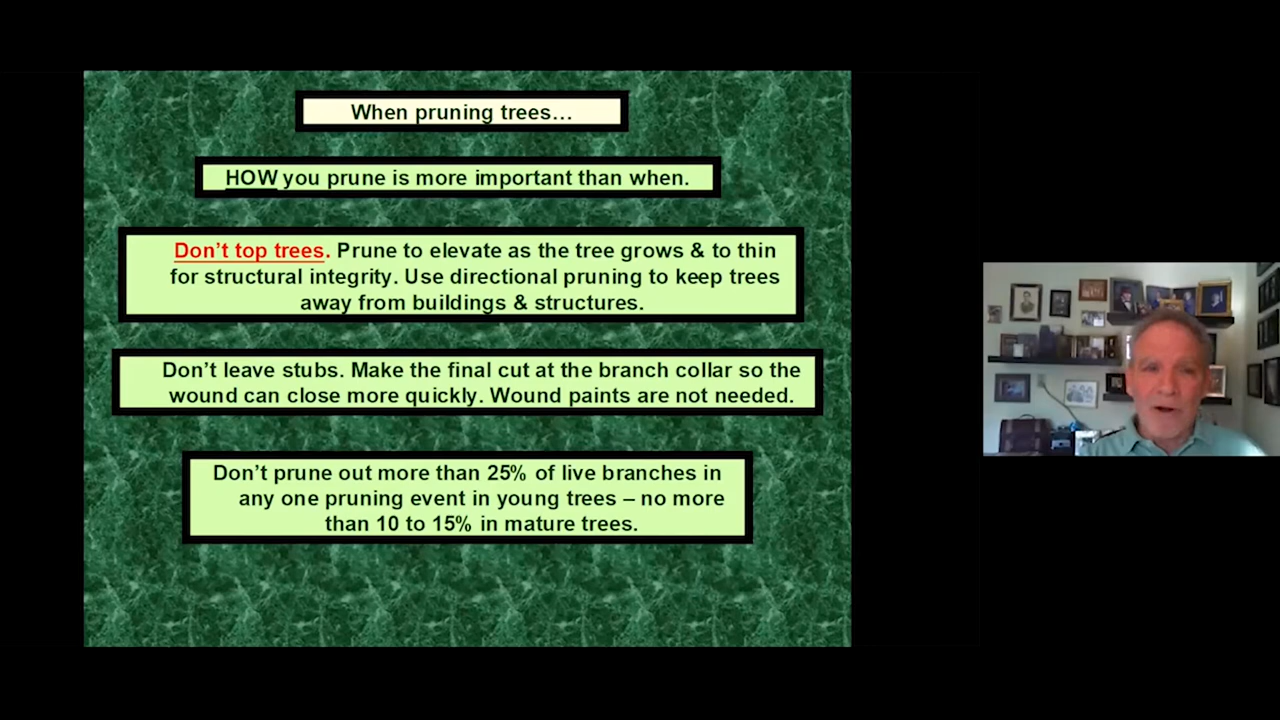 When pruning trees…
HOW you prune is more important than when.
Don't top trees. Prune to elevate as the tree grows & to thin
for structural integrity. Use directional pruning to keep trees
away from buildings & structures.
Don't leave stubs. Make the final cut at the branch collar so the
wound can close more quickly. Wound paints are not needed.
Don't prune out more than 25% of live branches in
any one pruning event in young trees – no more
than 10 to 15% in mature trees.